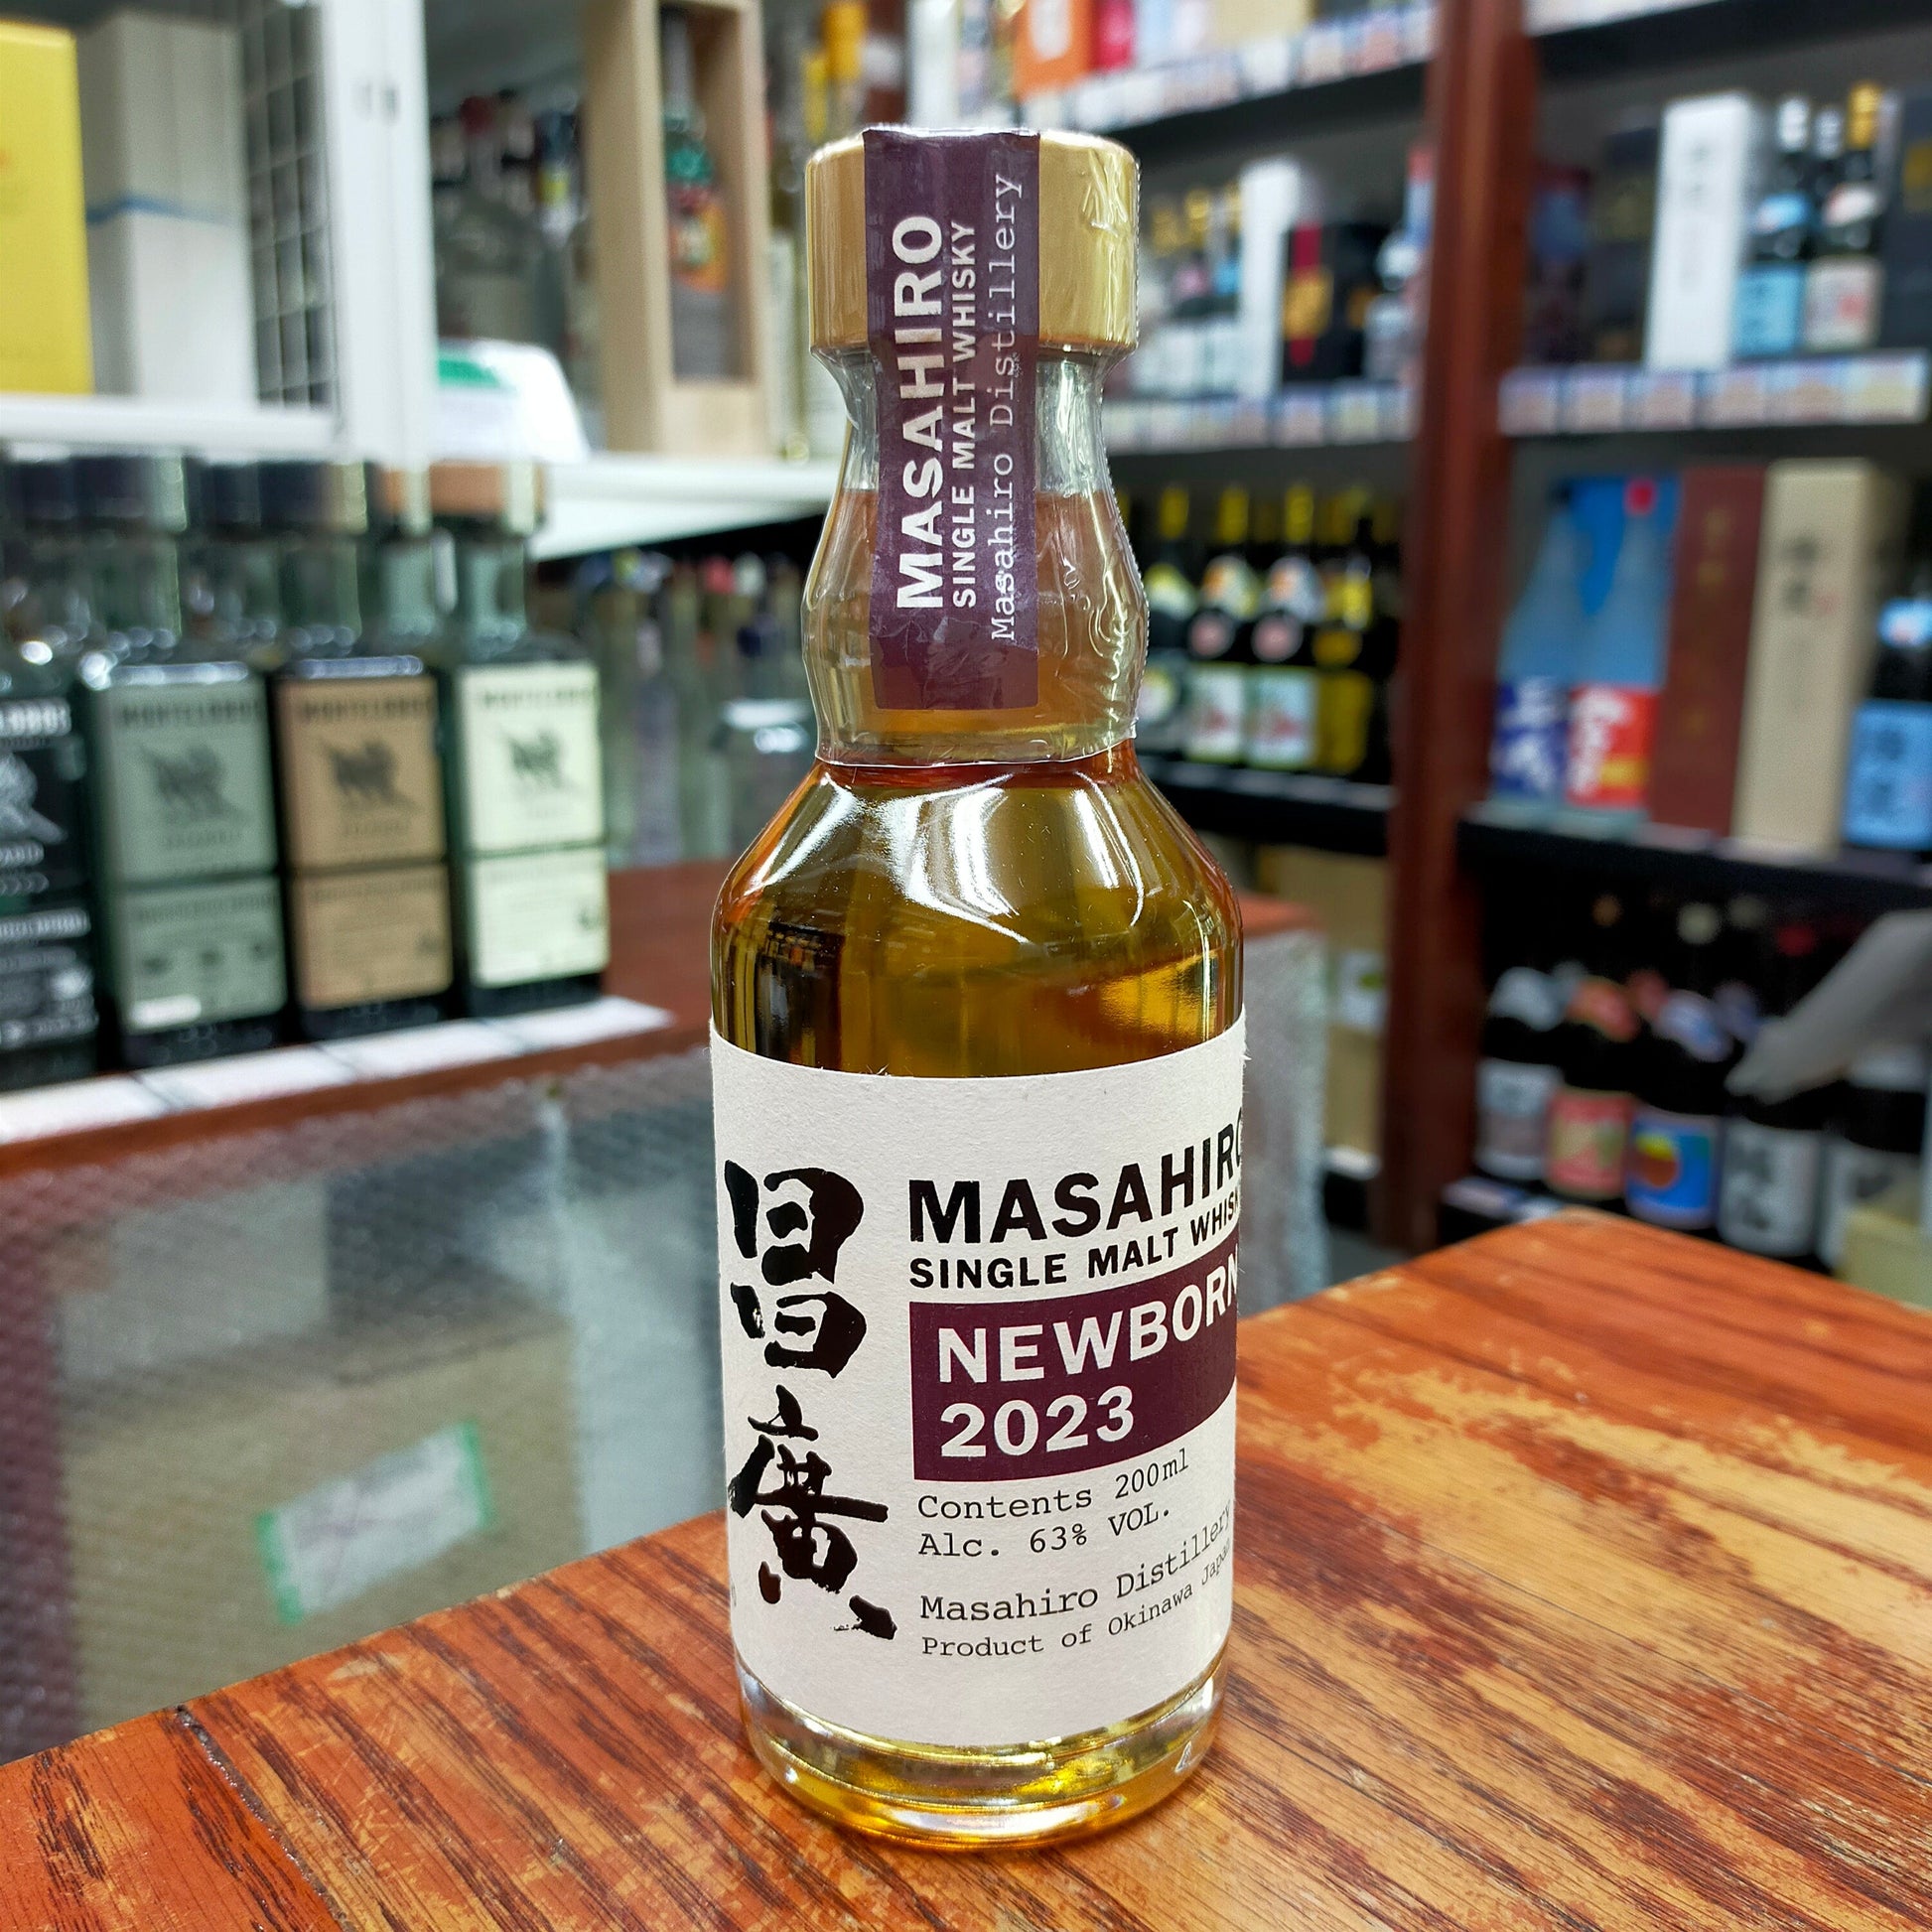 MASAHIRO
SINGLE MALT WHISKY
Masahiro Distillery
昌廣
MASAHIRO
SINGLE MALT WHIS
NEWBORN
2023
Contents 200ml
Alc. 63% VOL.
Masahiro Distillery
Product of Okinawa Japan